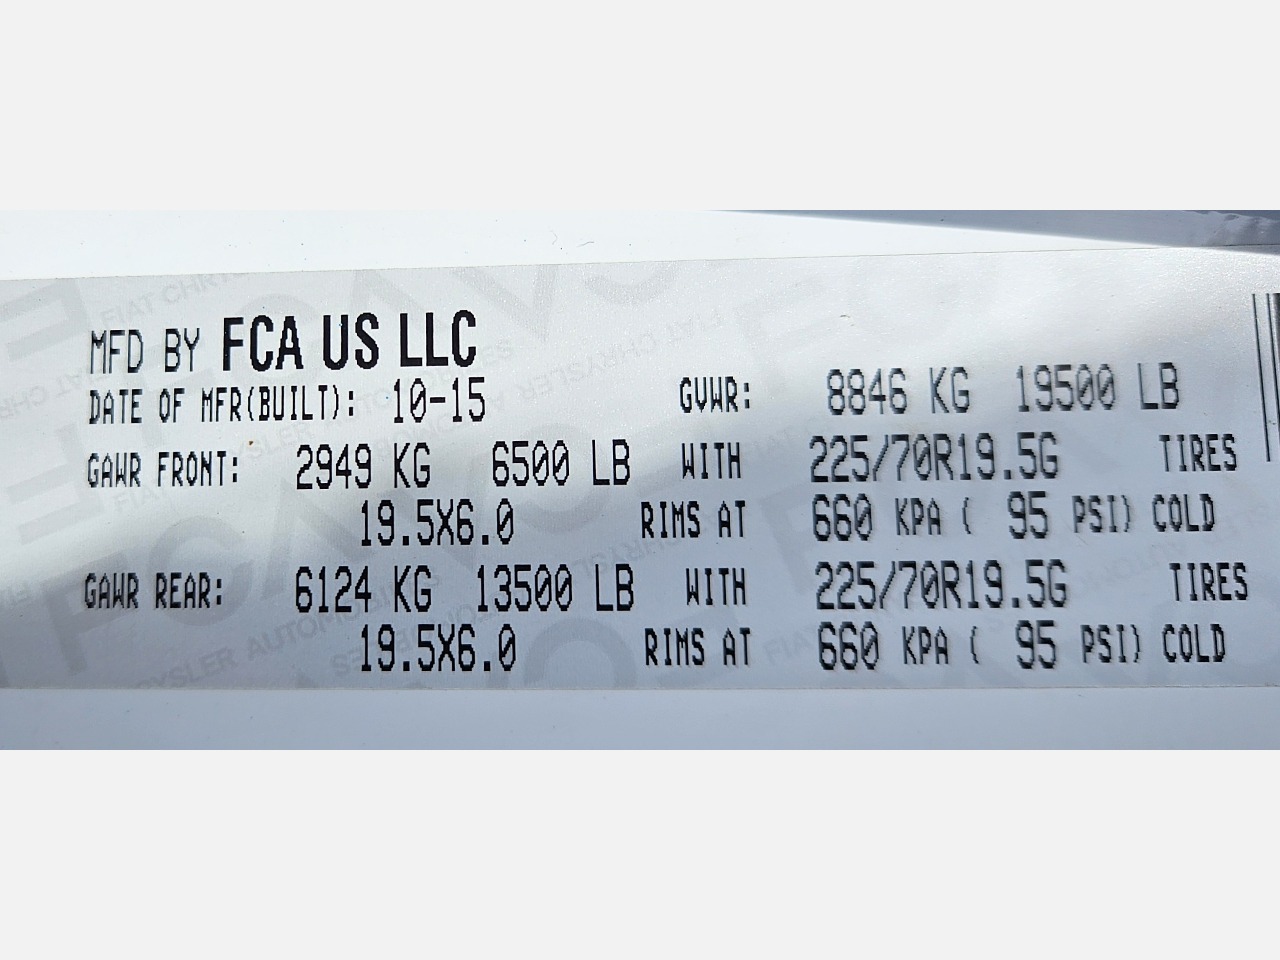 MFD BY FCA US LLC
DATE OF MFR(BUILT): 10-15 GVWR: 8846 KG 19500 LB
GAWR FRONT: 2949 KG 6500 LB WITH 225/70R19.5G TIRES
19.5X6.0 RIMS AT 660 KPA ( 95 PSI) COLD
GAWR REAR: 6124 KG 13500 LB WITH 225/70R19.5G TIRES
19.5X6.0 RIMS AT 660 KPA ( 95 PSI) COLD